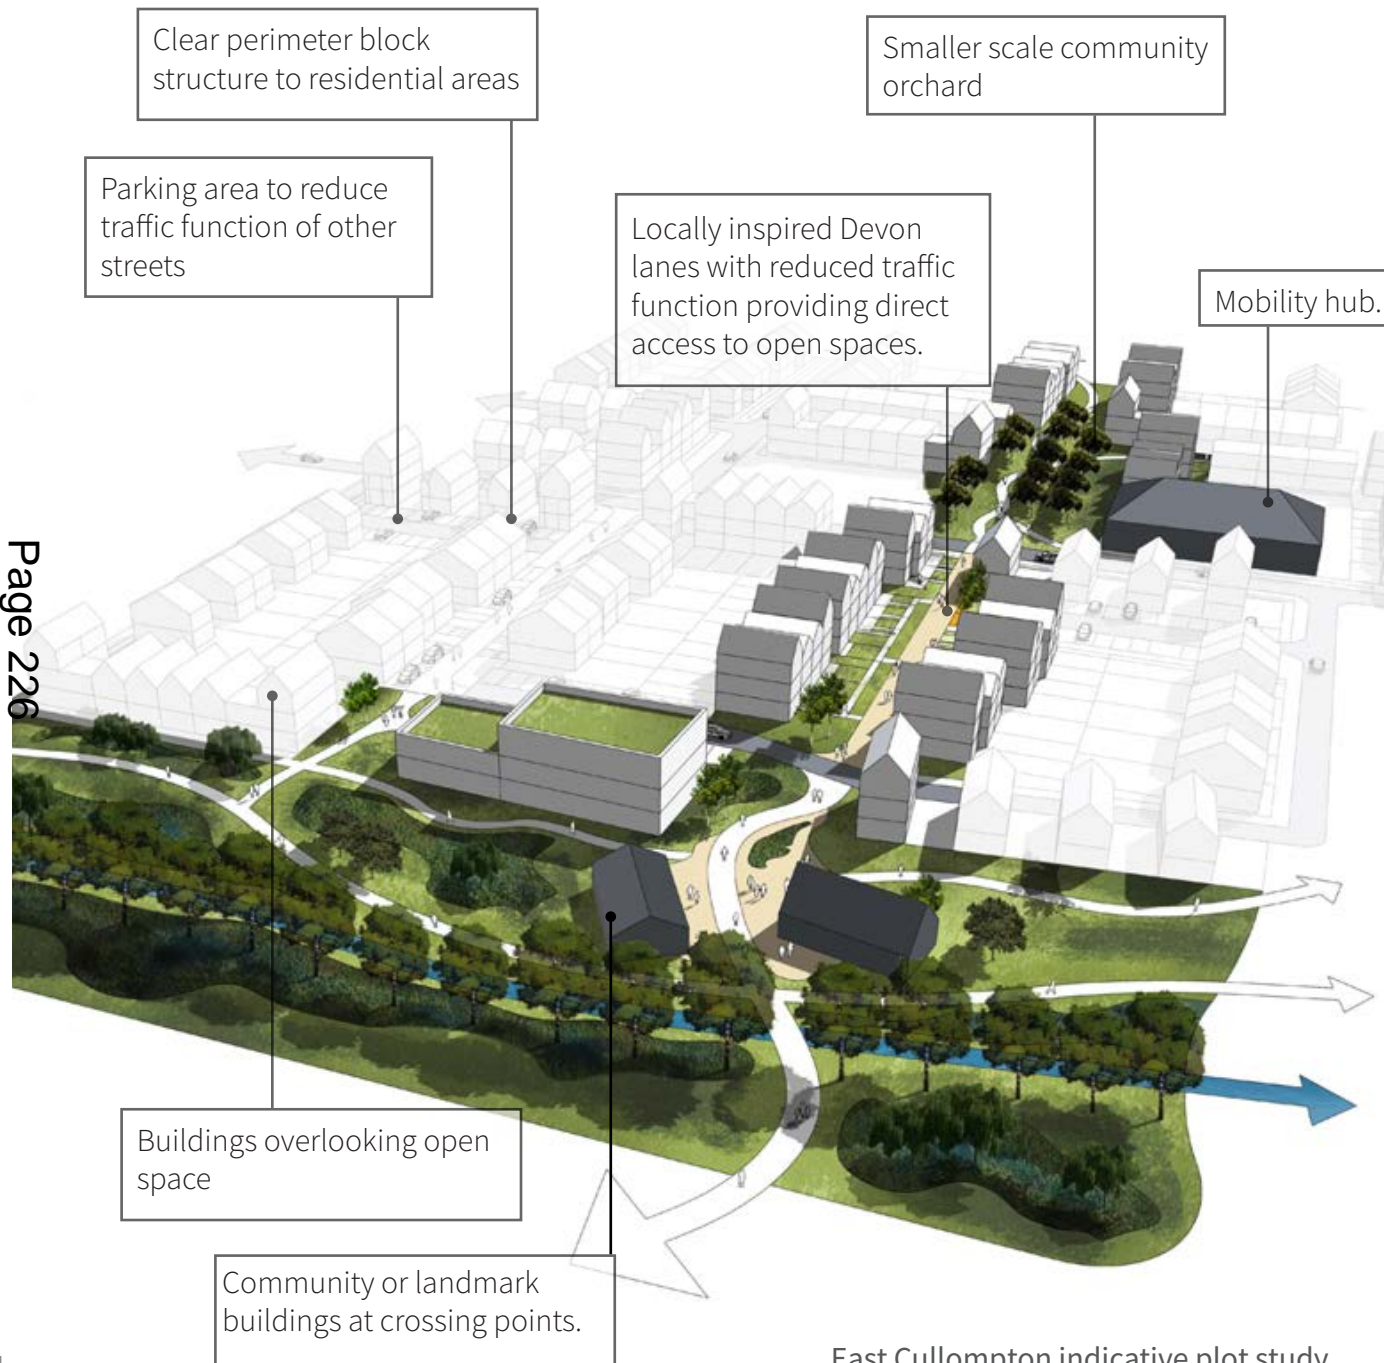 Clear perimeter block
structure to residential areas
Smaller scale community
orchard
Parking area to reduce
traffic function of other
streets
Locally inspired Devon
lanes with reduced traffic
function providing direct
access to open spaces.
Mobility hub.
Page 226
Buildings overlooking open
space
Community or landmark
buildings at crossing points.
East Cullompton indicative plot study